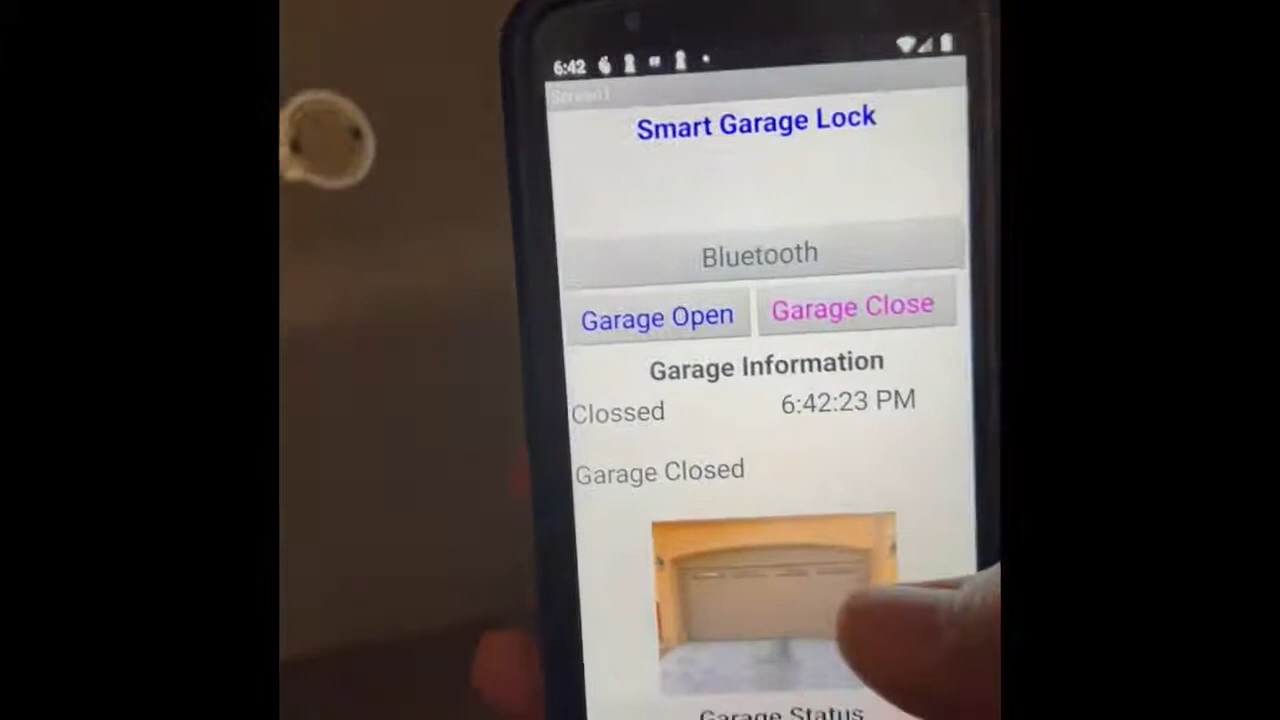 6:42
Screen1
Smart Garage Lock
Bluetooth
Garage Open Garage Close
Garage Information
Clossed 6:42:23 PM
Garage Closed
Garage Status